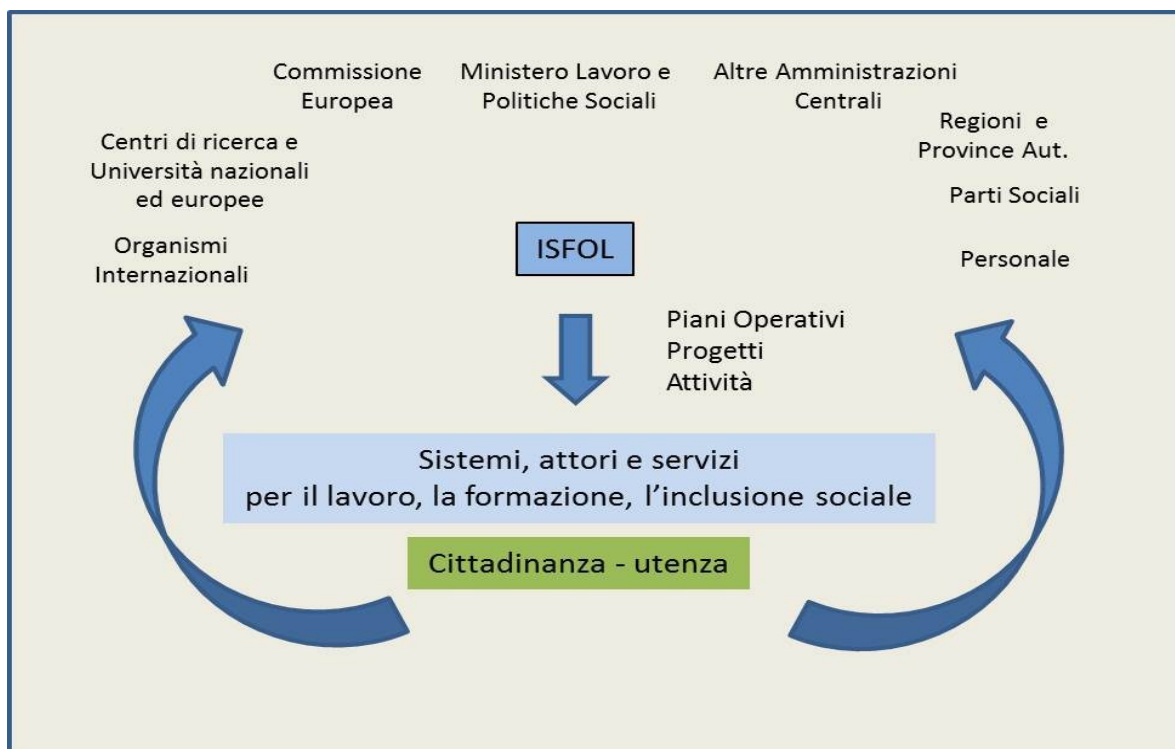 Commissione
Europea
Ministero Lavoro e
Politiche Sociali
Altre Amministrazioni
Centrali
Centri di ricerca e
Università nazionali
ed europee
Regioni e
Province Aut.
Parti Sociali
Organismi
Internazionali
ISFOL
Personale
Piani Operativi
Progetti
Attività
Sistemi, attori e servizi
per il lavoro, la formazione, l’inclusione sociale
Cittadinanza - utenza